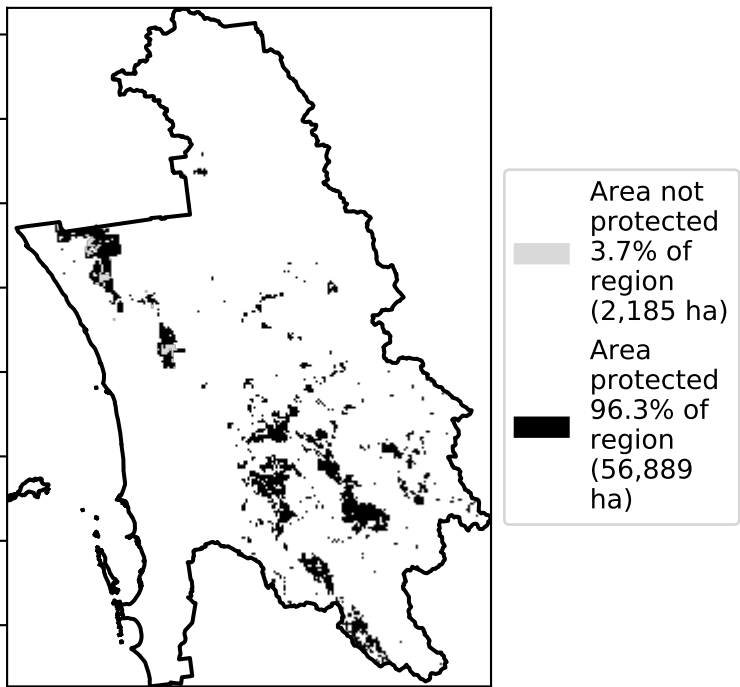 Area not
protected
3.7% of
region
(2,185 ha)
Area
protected
96.3% of
region
(56,889
ha)